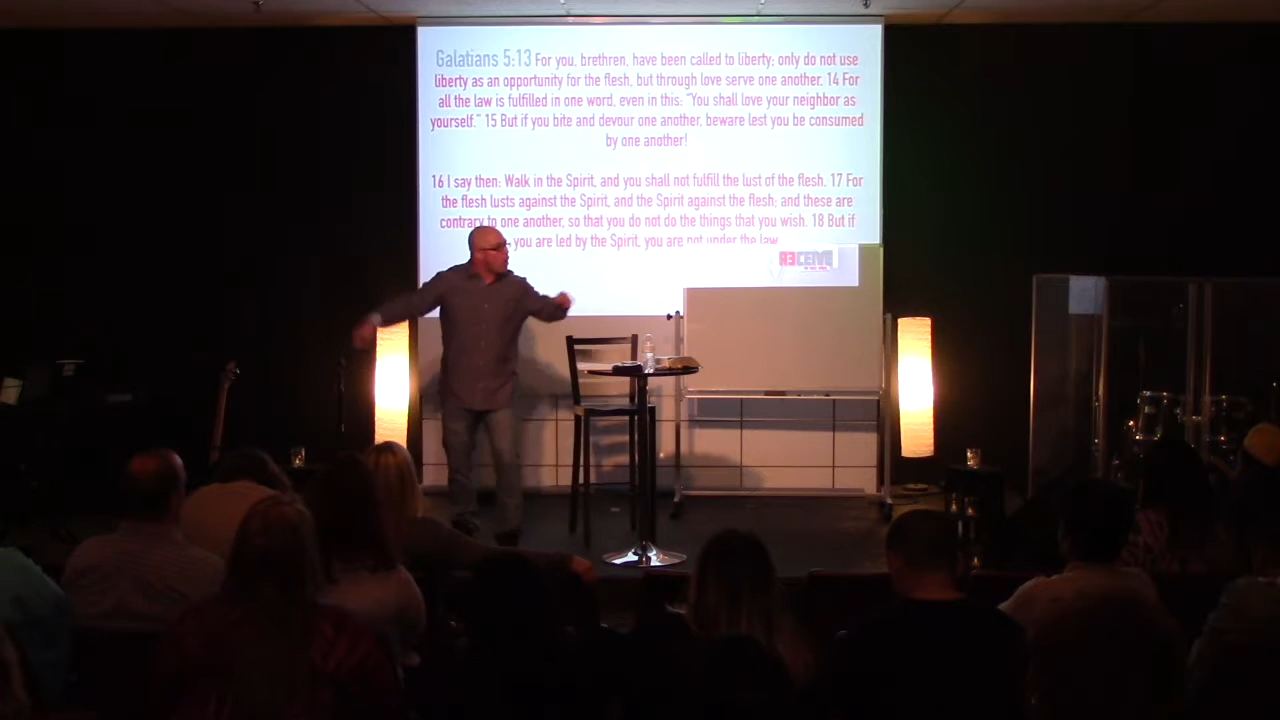 Galatians 5:13 For you, brethren, have been called to liberty; only do not use
liberty as an opportunity for the flesh, but through love serve one another. 14 For
all the law is fulfilled in one word, even in this: "You shall love your neighbor as
yourself." 15 But if you bite and devour one another, beware lest you be consumed
by one another!
16 I say then: Walk in the Spirit, and you shall not fulfill the lust of the flesh. 17 For
the flesh lusts against the Spirit, and the Spirit against the flesh; and these are
contrary to one another, so that you do not do the things that you wish. 18 But if
you are led by the Spirit, you are not under the law
RECEIVE